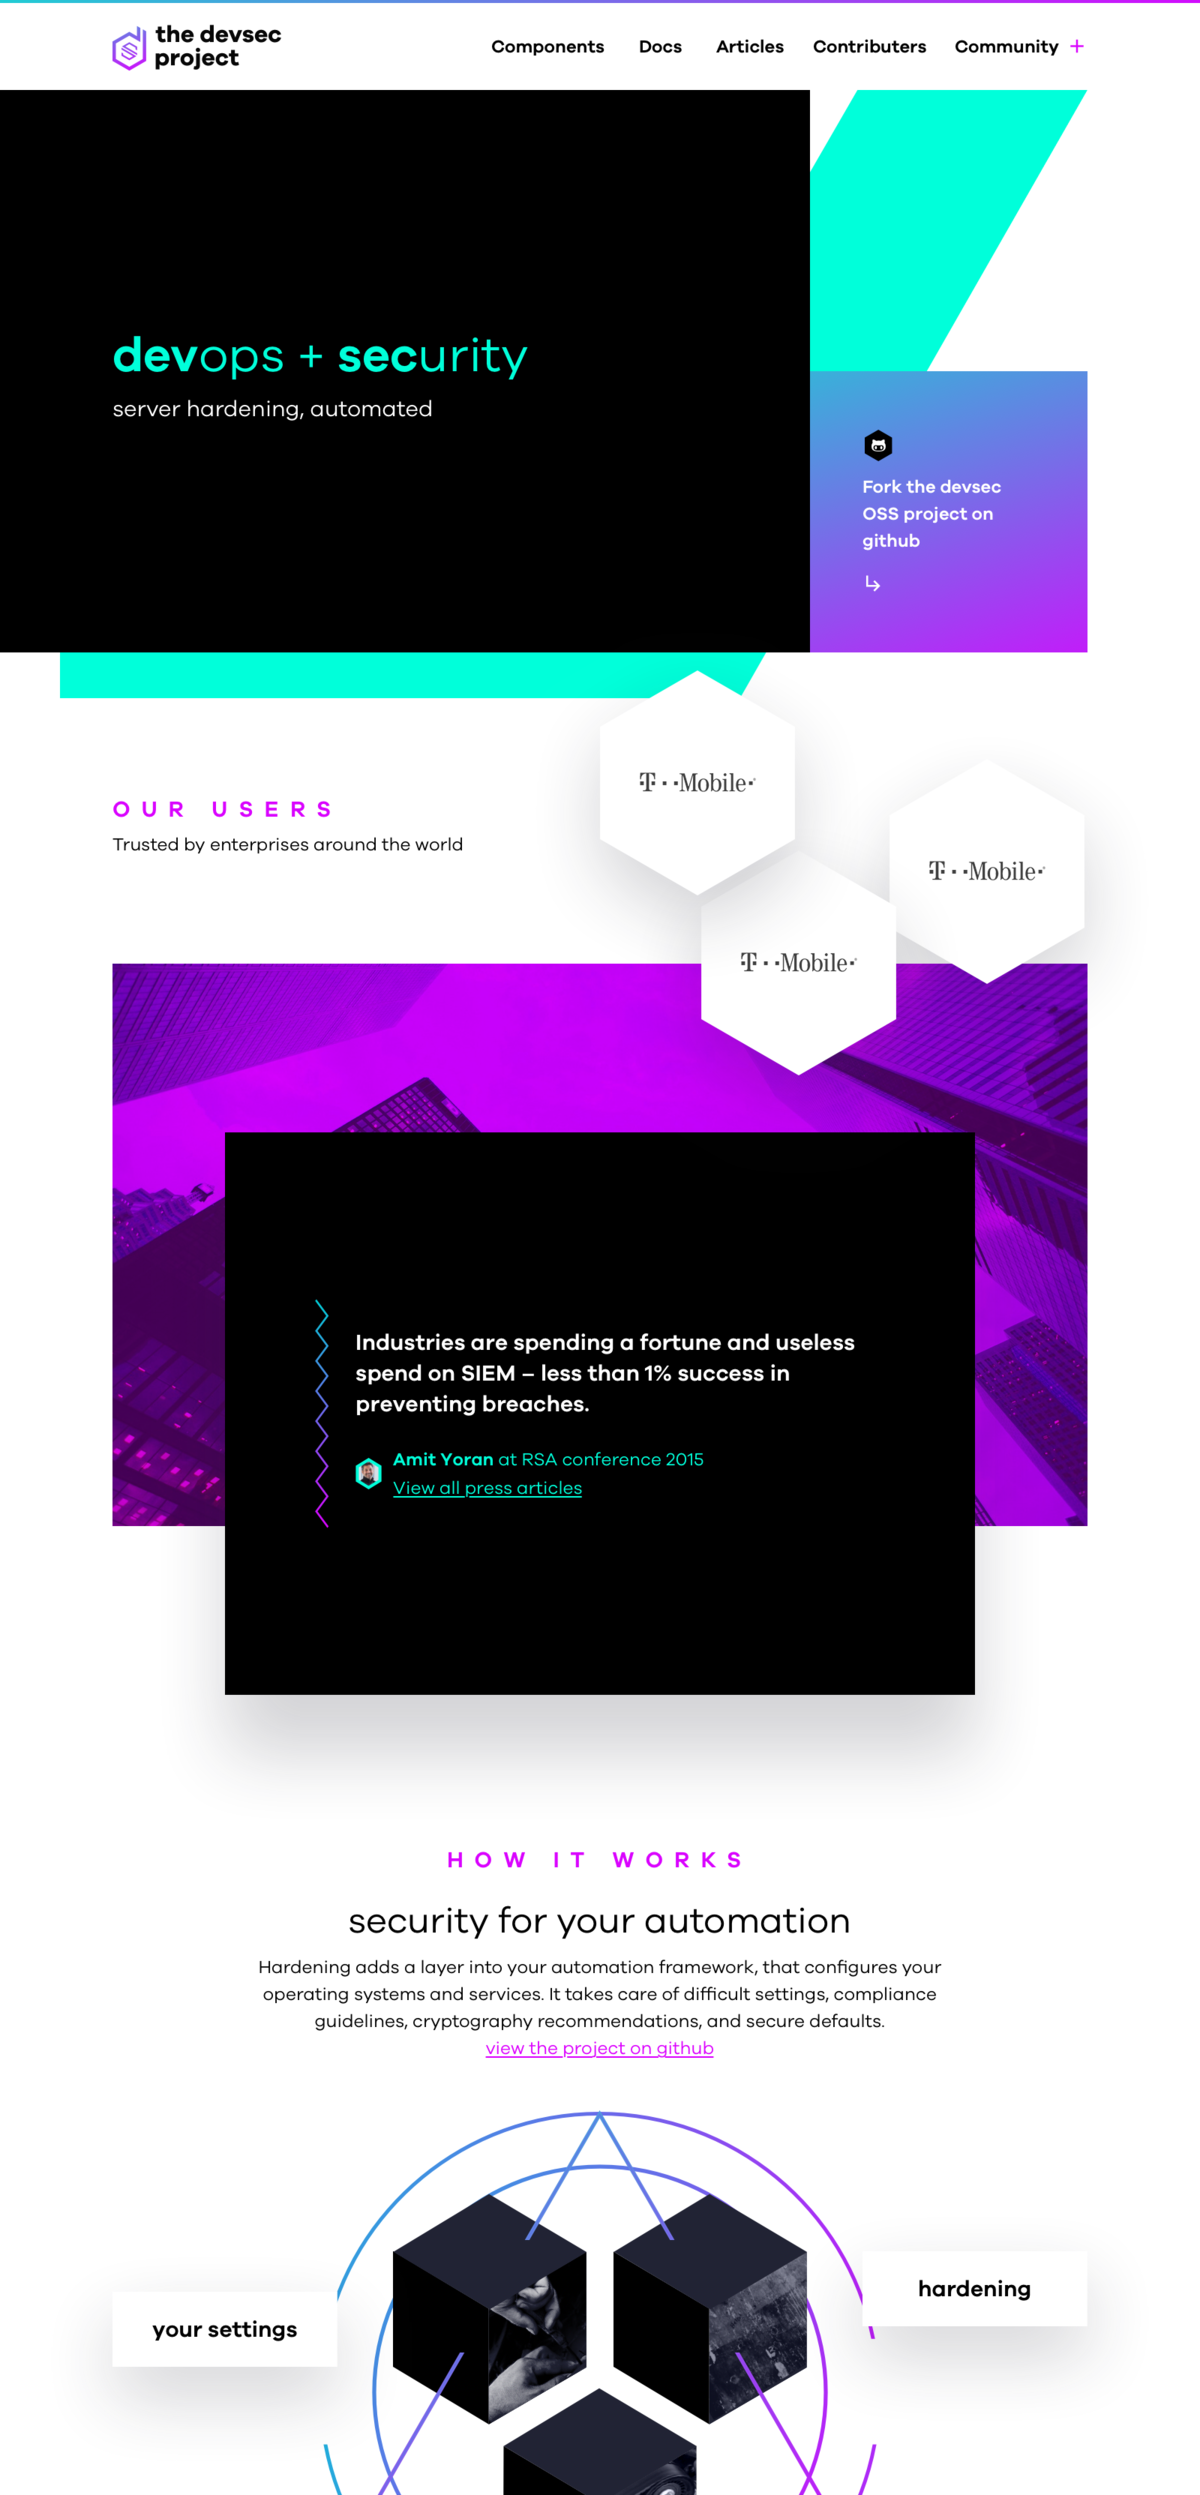 the devsec
project
Components Docs Articles Contributers Community +
devops + security
server hardening, automated
Fork the devsec
OSS project on
github
T··Mobile·
OUR USERS
Trusted by enterprises around the world
T··Mobile·
T··Mobile·
Industries are spending a fortune and useless
spend on SIEM – less than 1% success in
preventing breaches.
Amit Yoran at RSA conference 2015
View all press articles
HOW IT WORKS
security for your automation
Hardening adds a layer into your automation framework, that configures your
operating systems and services. It takes care of difficult settings, compliance
guidelines, cryptography recommendations, and secure defaults.
view the project on github
hardening
your settings